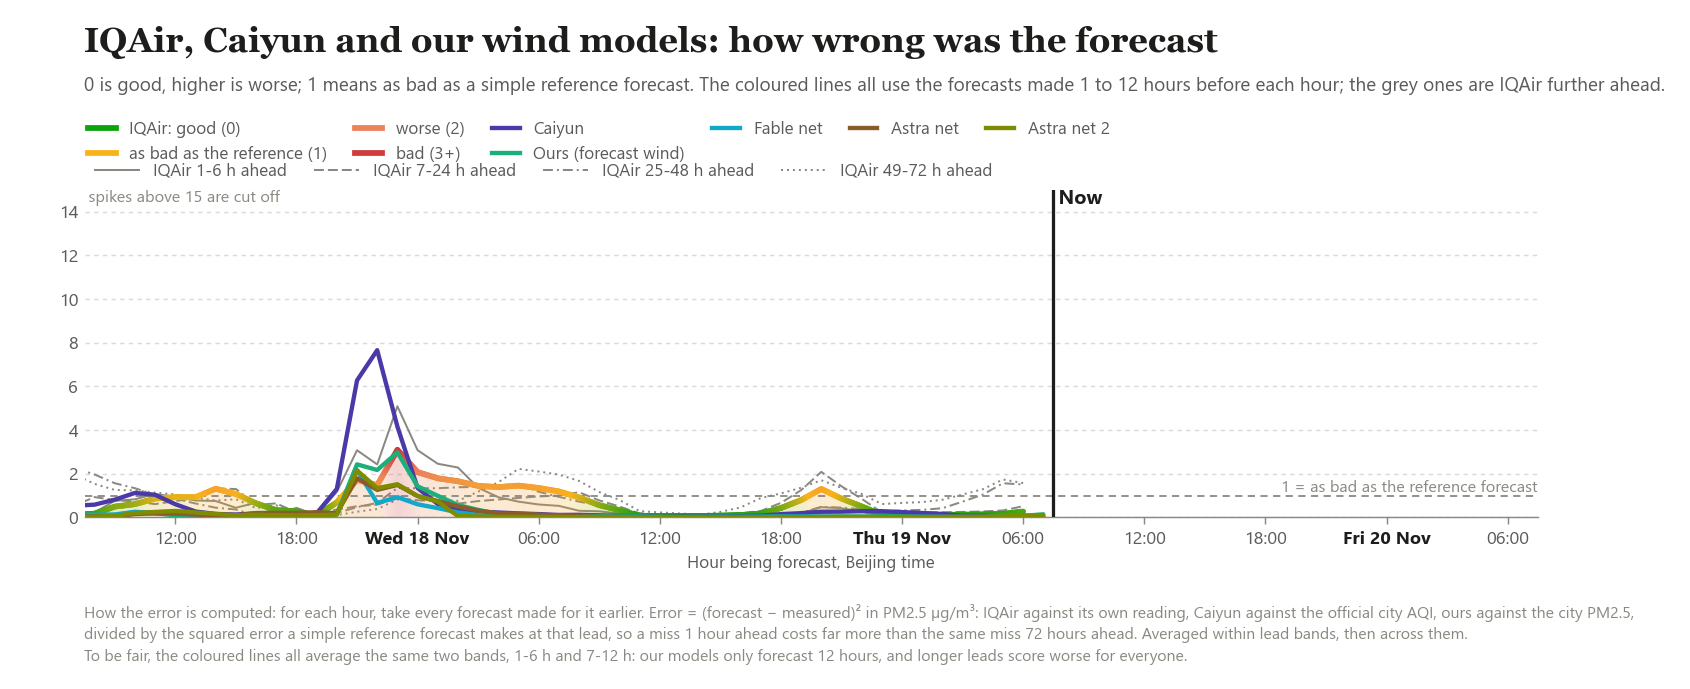 IQAir, Caiyun and our wind models: how wrong was the forecast
0 is good, higher is worse; 1 means as bad as a simple reference forecast. The coloured lines all use the forecasts made 1 to 12 hours before each hour; the grey ones are IQAir further ahead.
IQAir: good (0) worse (2) Caiyun Fable net Astra net Astra net 2
as bad as the reference (1) bad (3+) Ours (forecast wind)
IQAir 1-6 h ahead IQAir 7-24 h ahead IQAir 25-48 h ahead IQAir 49-72 h ahead
spikes above 15 are cut off
Now
14
12
10
8
6
4
2
1 = as bad as the reference forecast
0
12:00 18:00 Wed 18 Nov 06:00 12:00 18:00 Thu 19 Nov 06:00 12:00 18:00 Fri 20 Nov 06:00
Hour being forecast, Beijing time
How the error is computed: for each hour, take every forecast made for it earlier. Error = (forecast − measured)² in PM2.5 µg/m³: IQAir against its own reading, Caiyun against the official city AQI, ours against the city PM2.5,
divided by the squared error a simple reference forecast makes at that lead, so a miss 1 hour ahead costs far more than the same miss 72 hours ahead. Averaged within lead bands, then across them.
To be fair, the coloured lines all average the same two bands, 1-6 h and 7-12 h: our models only forecast 12 hours, and longer leads score worse for everyone.